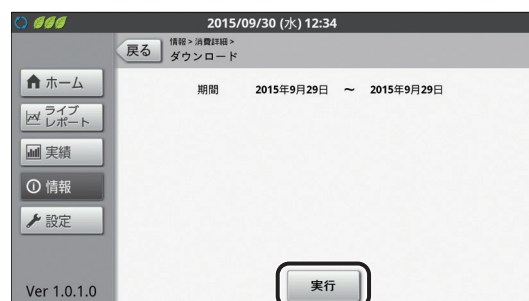 2015/09/30 (水) 12:34
戻る
情報 > 消費詳細 >
ダウンロード
ホーム
ライブ
レポート
実績
情報
設定
Ver 1.0.1.0
期間 2015年9月29日 ~ 2015年9月29日
実行